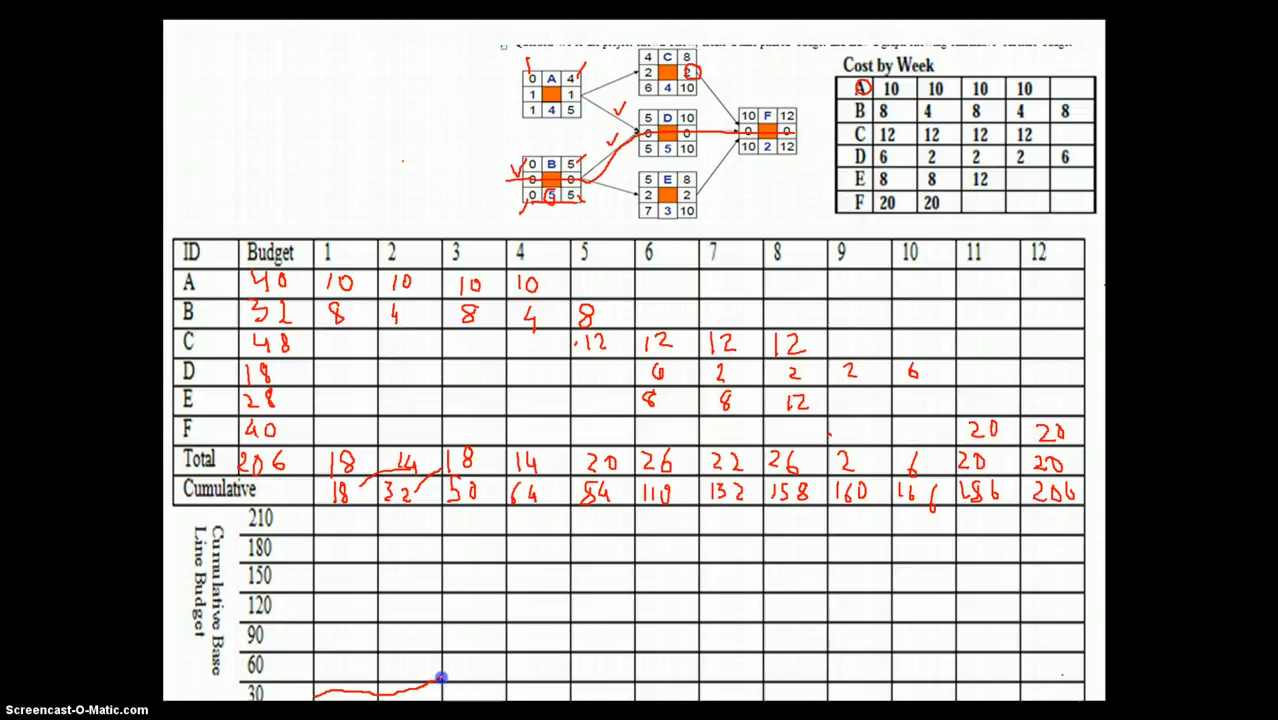 Cost by Week
A 10 10 10 10
B 8 4 8 4 8
C 12 12 12 12
D 6 2 2 2 6
E 8 8 12
F 20 20
0 A 4
1 1
1 4 5
0 B 5
0 0
0 5 5
4 C 8
2 2
6 4 10
5 D 10
0 0
5 5 10
5 E 8
2 2
7 3 10
10 F 12
0 0
10 2 12
ID Budget 1 2 3 4 5 6 7 8 9 10 11 12
A 40 10 10 10 10
B 32 8 4 8 4 8
C 48 12 12 12 12
D 18 6 2 2 2 6
E 28 8 8 12
F 40 20 20
Total 206 18 14 18 14 20 26 22 26 2 6 20 20
Cumulative 18 32 50 64 84 110 132 158 160 166 186 206
Cumulative Base
Line Budget
210
180
150
120
90
60
30
Screencast-O-Matic.com